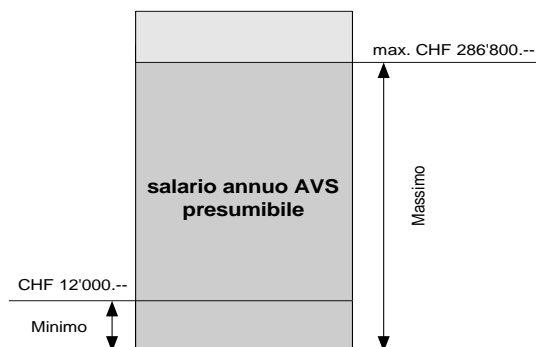 max. CHF 286'800.--
salario annuo AVS
presumibile
Massimo
CHF 12'000.--
Minimo